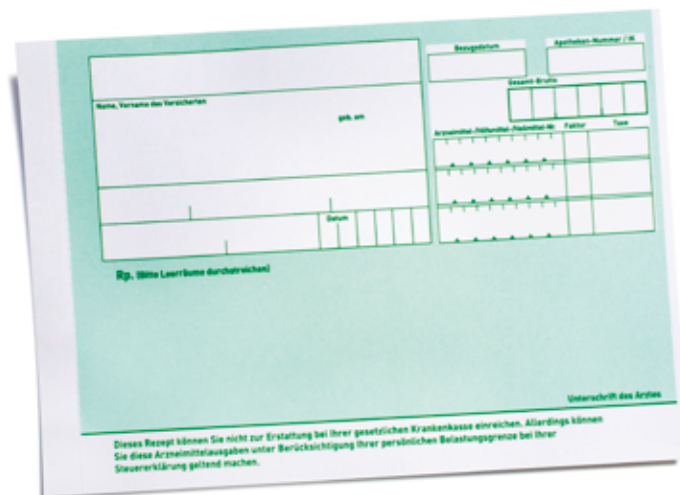 Bezugsdatum
Apotheken-Nummer / IK
Gesamt-Brutto
Name, Vorname des Versicherten
geb. am
Arzneimittel-/Hilfsmittel-/Heilmittel-Nr. Faktor Taxe
Datum
Rp. (Bitte Leerräume durchstreichen)
Unterschrift des Arztes
Dieses Rezept können Sie nicht zur Erstattung bei Ihrer gesetzlichen Krankenkasse einreichen. Allerdings können
Sie diese Arzneimittelausgaben unter Berücksichtigung Ihrer persönlichen Belastungsgrenze bei Ihrer
Steuererklärung geltend machen.